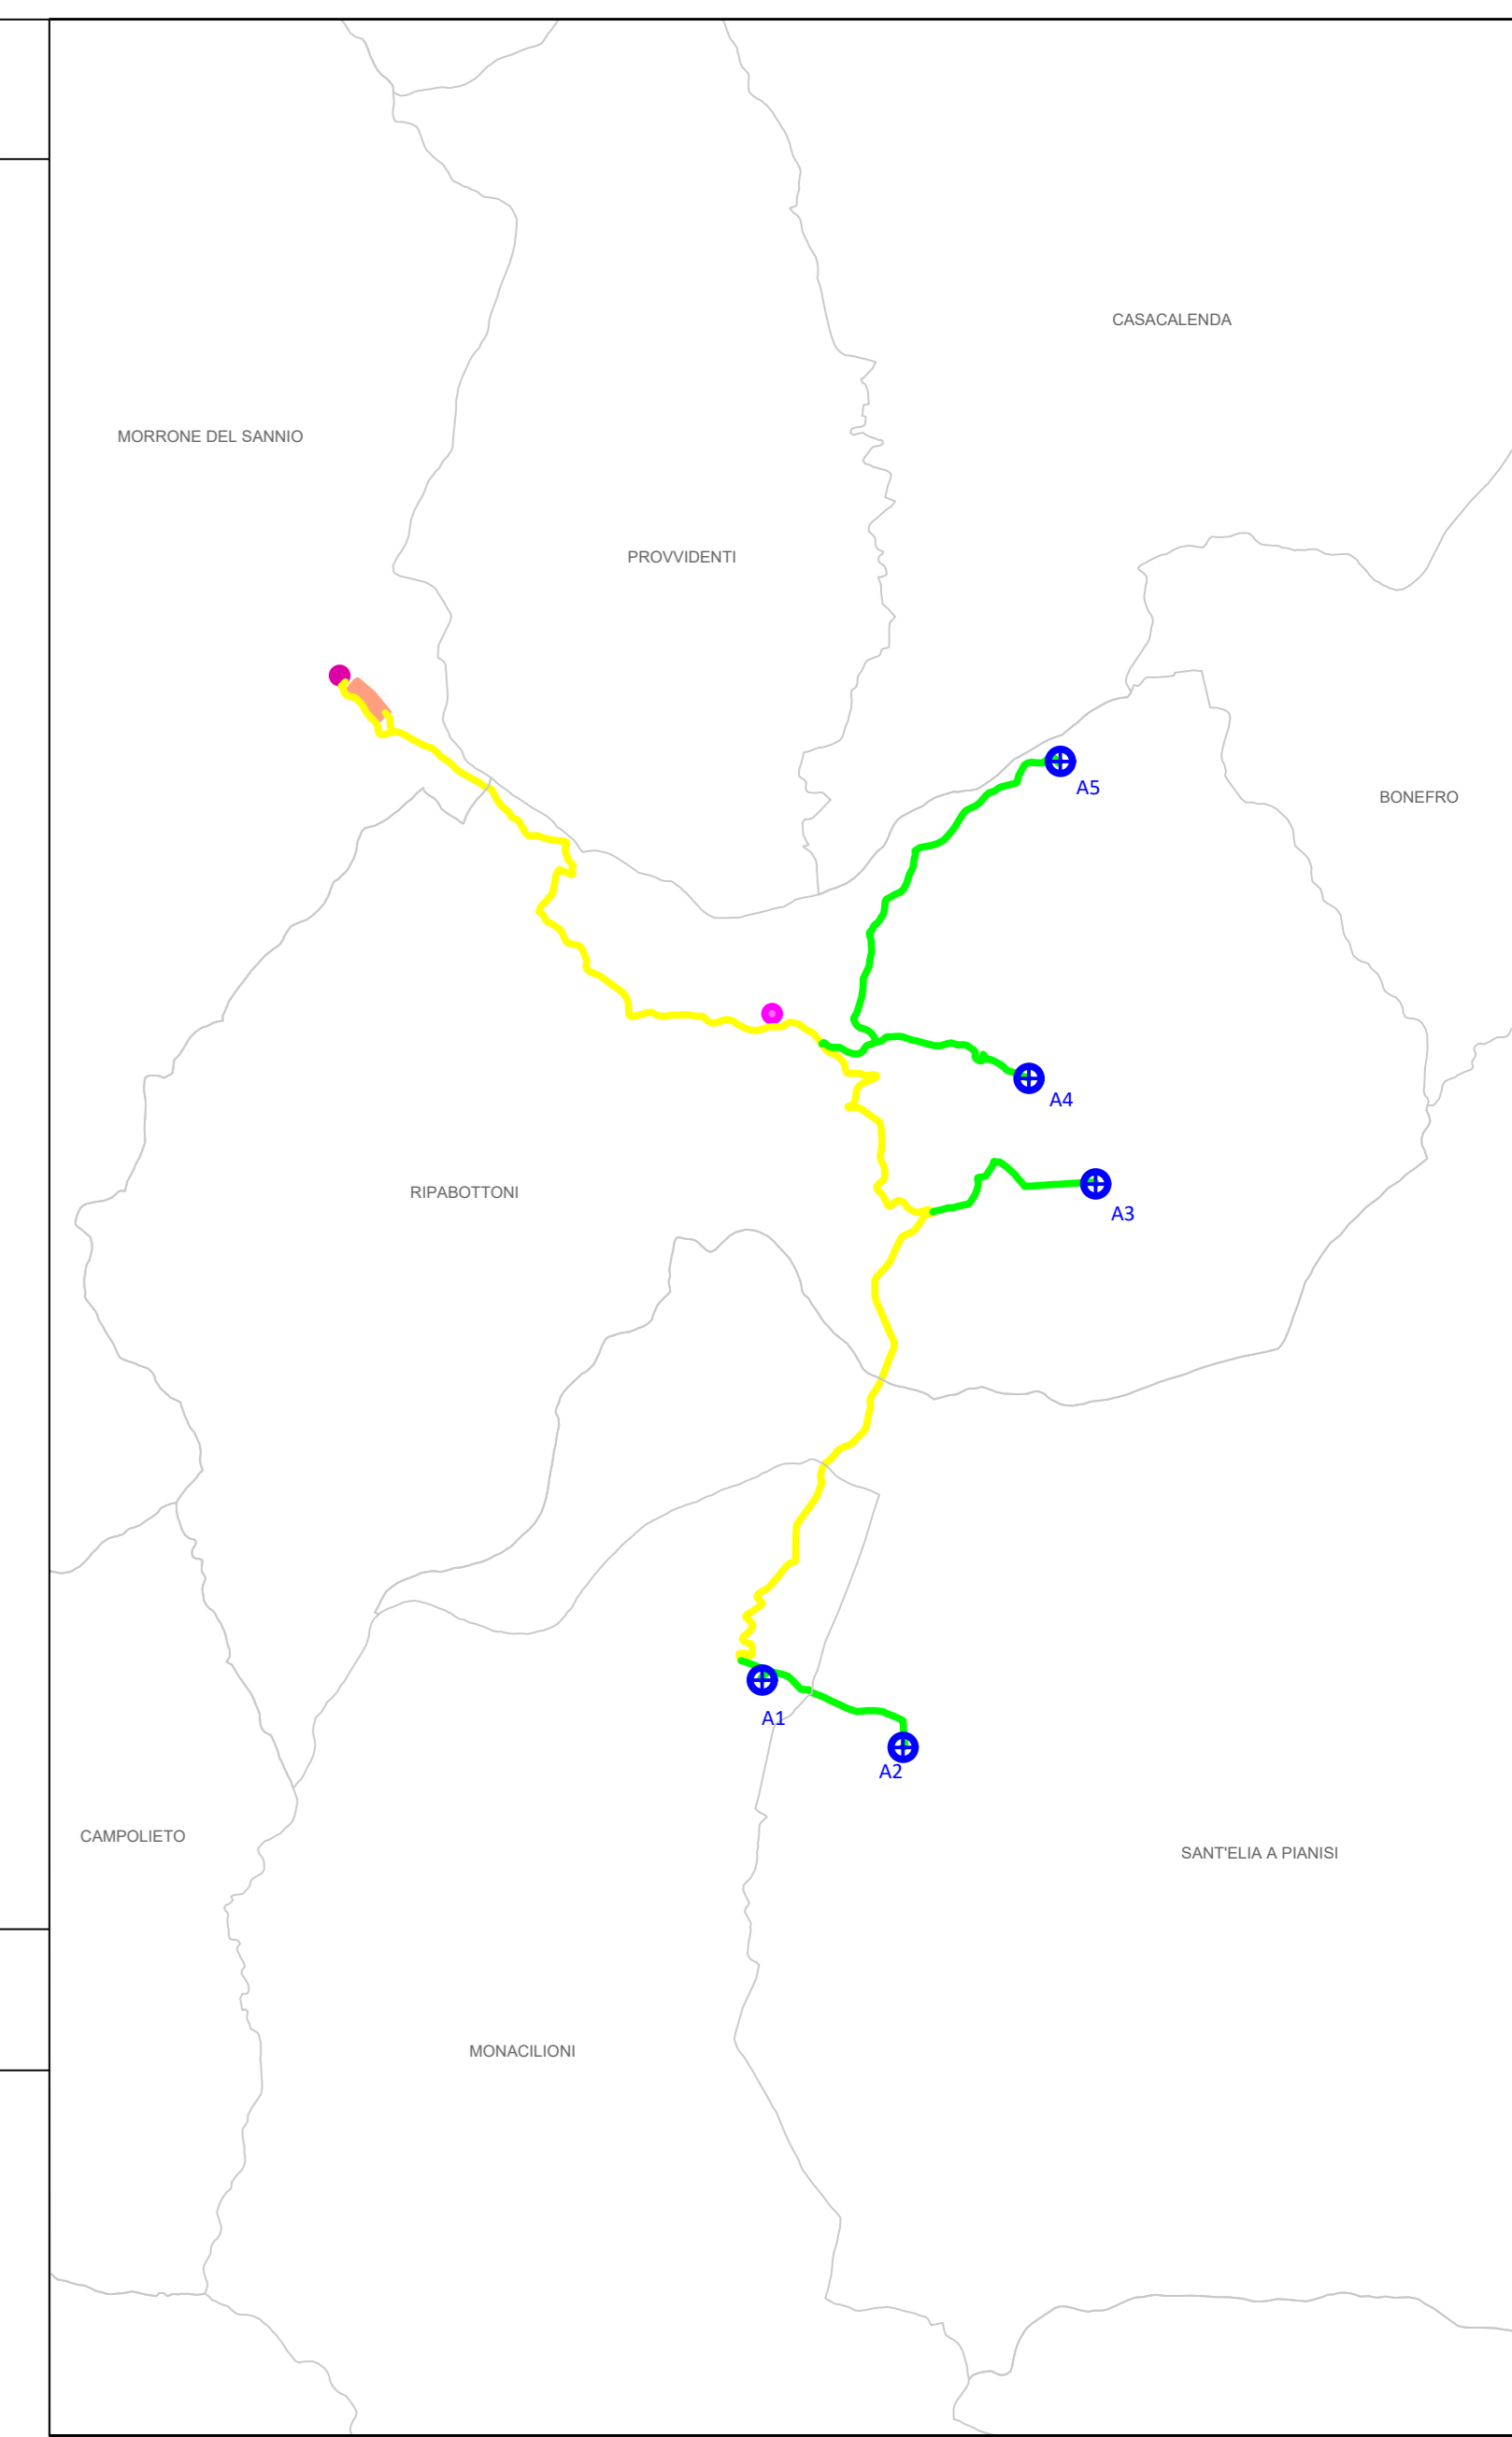 CASACALENDA
MORRONE DEL SANNIO
PROVVIDENTI
A5
BONEFRO
A4
RIPABOTTONI
A3
A1
A2
CAMPOLIETO
SANT'ELIA A PIANISI
MONACILIONI